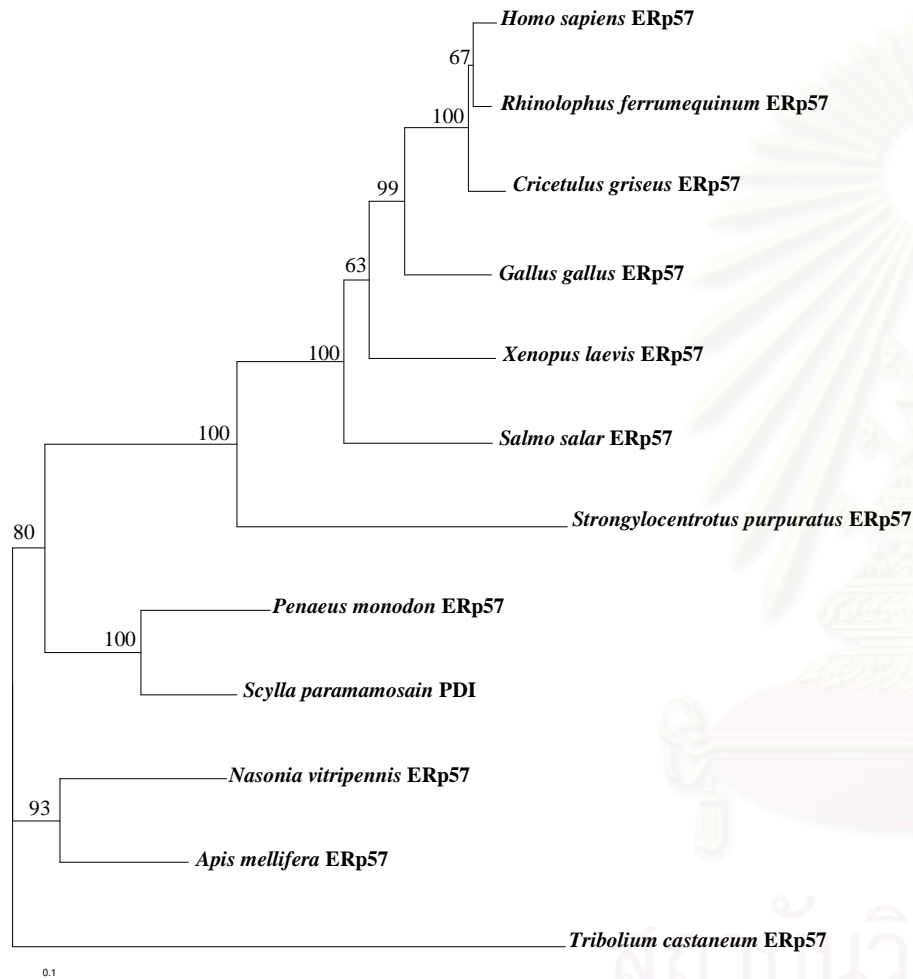 Homo sapiens ERp57
67
Rhinolophus ferrumequinum ERp57
100
Cricetulus griseus ERp57
99
Gallus gallus ERp57
63
Xenopus laevis ERp57
100
Salmo salar ERp57
100
Strongylocentrotus purpuratus ERp57
80
Penaeus monodon ERp57
100
Scylla paramamosain PDI
Nasonia vitripennis ERp57
93
Apis mellifera ERp57
Tribolium castaneum ERp57
0.1